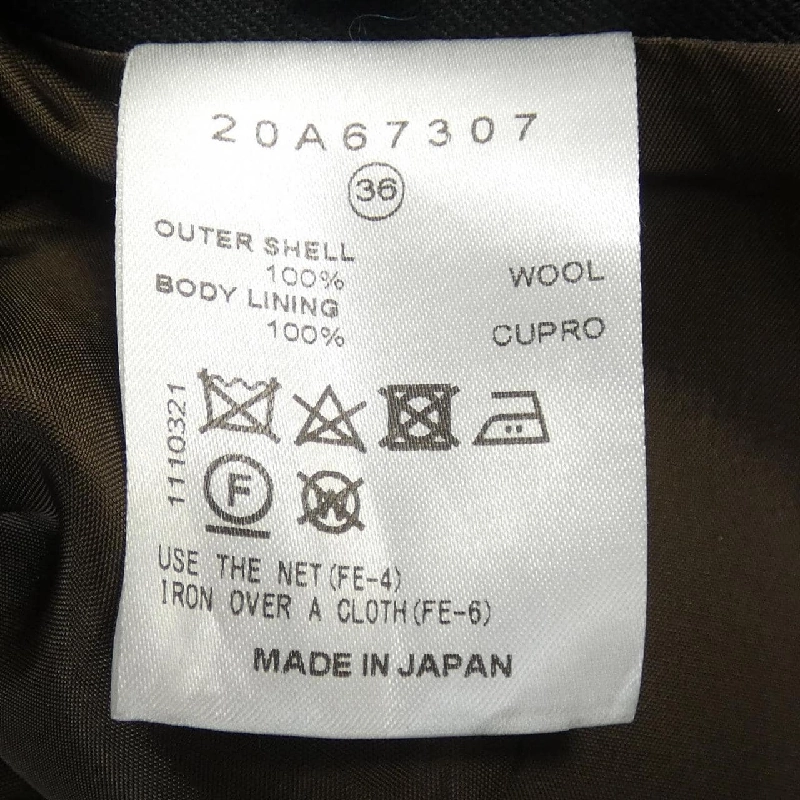 20A67307
36
OUTER SHELL
100% WOOL
BODY LINING
100% CUPRO
1110321
F
W
USE THE NET(FE-4)
IRON OVER A CLOTH(FE-6)
MADE IN JAPAN